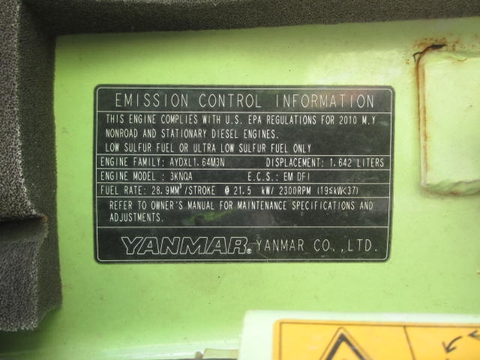 EMISSION CONTROL INFORMATION
THIS ENGINE COMPLIES WITH U.S. EPA REGULATIONS FOR 2010 M.Y
NONROAD AND STATIONARY DIESEL ENGINES.
LOW SULFUR FUEL OR ULTRA LOW SULFUR FUEL ONLY
ENGINE FAMILY: AYDXL1.64M3N DISPLACEMENT: 1.642 LITERS
ENGINE MODEL: 3KNQA E.C.S.: EM DFI
FUEL RATE: 28.9MM³/STROKE @ 21.5 kW/ 2300RPM (19≤kW<37)
REFER TO OWNER'S MANUAL FOR MAINTENANCE SPECIFICATIONS AND
ADJUSTMENTS.
YANMAR® YANMAR CO., LTD.